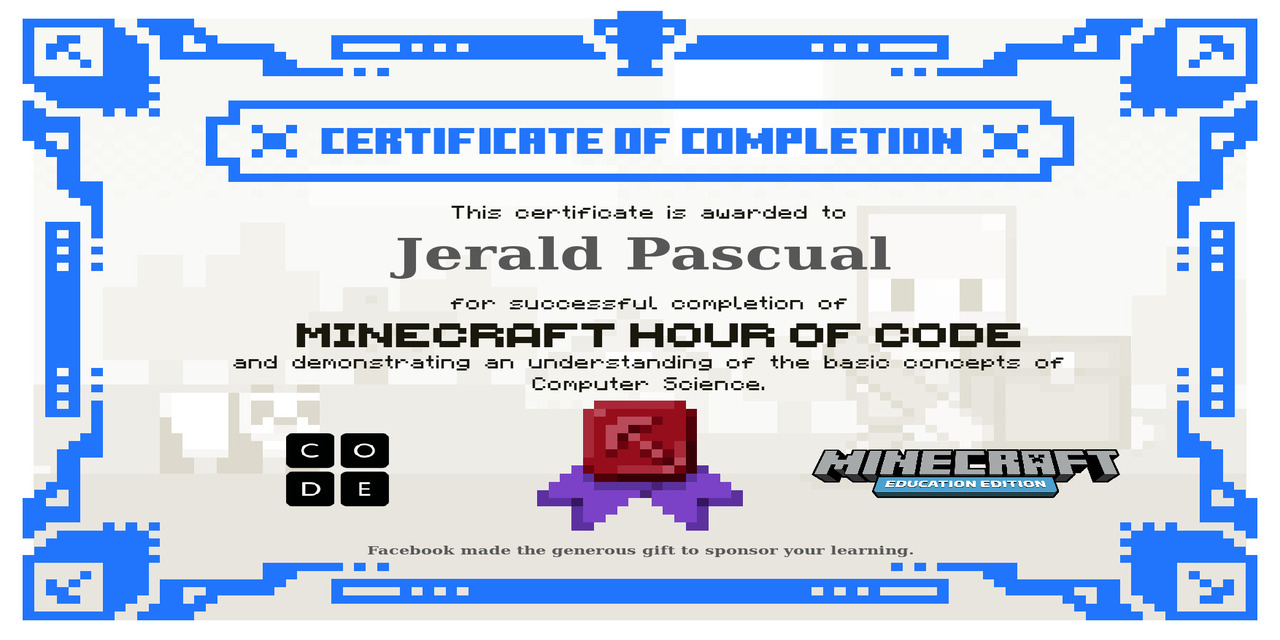 CERTIFICATE OF COMPLETION
This certificate is awarded to
Jerald Pascual
for successful completion of
MINECRAFT HOUR OF CODE
and demonstrating an understanding of the basic concepts of
Computer Science.
C O
D E
MINECRAFT
EDUCATION EDITION
Facebook made the generous gift to sponsor your learning.